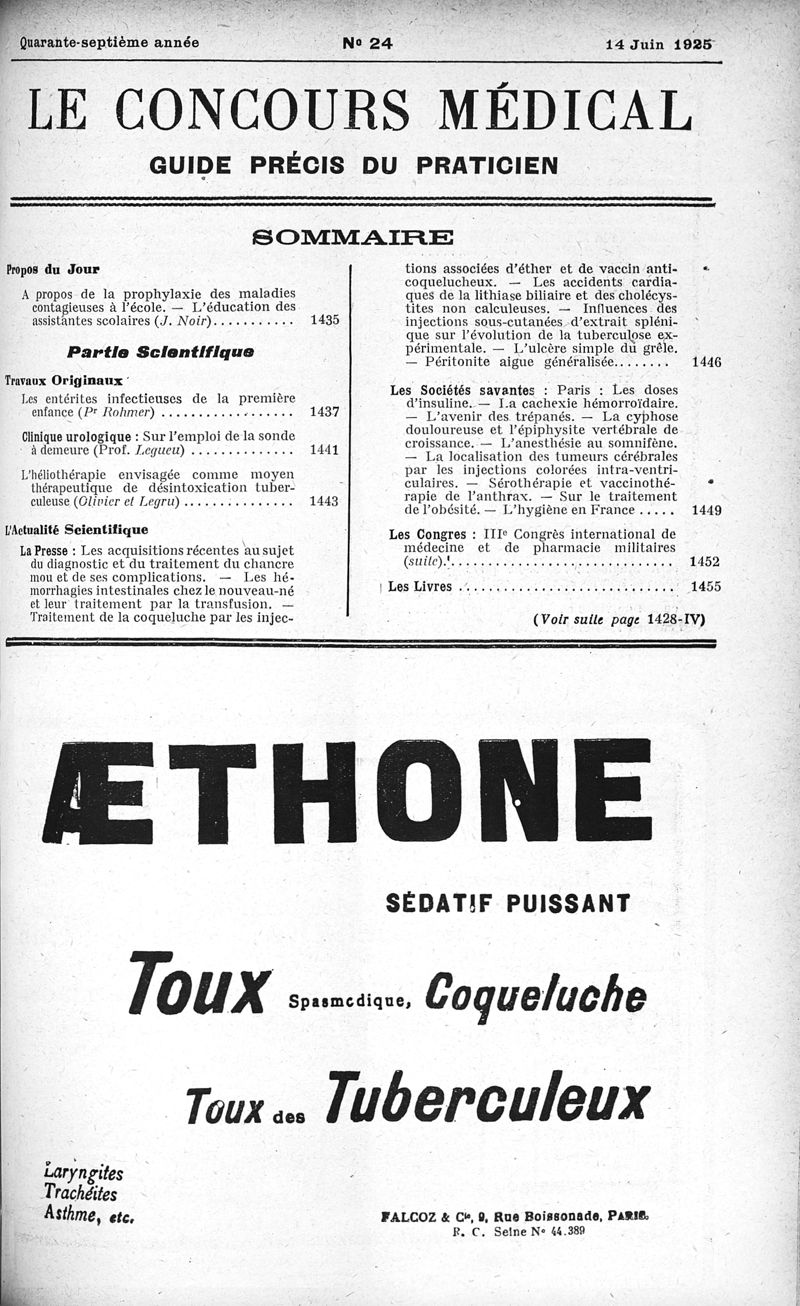 Quarante-septième année
No 24
14 Juin 1925
LE CONCOURS MÉDICAL
GUIDE PRÉCIS DU PRATICIEN
SOMMAIRE
Propos du Jour
A propos de la prophylaxie des maladies
contagieuses à l'école. — L'éducation des
assistantes scolaires (J. Noir)........... 1435
Partie Scientifique
Travaux Originaux
Les entérites infectieuses de la première
enfance (Pr Rohmer) .................. 1437
Clinique urologique : Sur l'emploi de la sonde
à demeure (Prof. Legueu) .............. 1441
L'héliothérapie envisagée comme moyen
thérapeutique de désintoxication tuber-
culeuse (Olivier et Legru) ............... 1443
L'Actualité Scientifique
La Presse : Les acquisitions récentes au sujet
du diagnostic et du traitement du chancre
mou et de ses complications. — Les hé-
morrhagies intestinales chez le nouveau-né
et leur traitement par la transfusion. —
Traitement de la coqueluche par les injec-
tions associées d'éther et de vaccin anti-
coquelucheux. — Les accidents cardia-
ques de la lithiase biliaire et des cholécys-
tites non calculeuses. — Influences des
injections sous-cutanées d'extrait spléni-
que sur l'évolution de la tuberculose ex-
périmentale. — L'ulcère simple du grêle.
— Péritonite aigue généralisée........ 1446
Les Sociétés savantes : Paris : Les doses
d'insuline. — La cachexie hémorroïdaire.
— L'avenir des trépanés. — La cyphose
douloureuse et l'épiphysite vertébrale de
croissance. — L'anesthésie au somnifène.
— La localisation des tumeurs cérébrales
par les injections colorées intra-ventri-
culaires. — Sérothérapie et vaccinothé-
rapie de l'anthrax. — Sur le traitement
de l'obésité. — L'hygiène en France ..... 1449
Les Congres : IIIe Congrès international de
médecine et de pharmacie militaires
(suite).............................. 1452
Les Livres ............................. 1455
(Voir suite page 1428-IV)
ÆTHONE
SÉDATIF PUISSANT
Toux Spasmodique, Coqueluche
Toux des Tuberculeux
Laryngites
Trachéites
Asthme, etc.
FALCOZ & Cie, 9, Rue Boissonade, PARIS.
R. C. Seine No 44.389